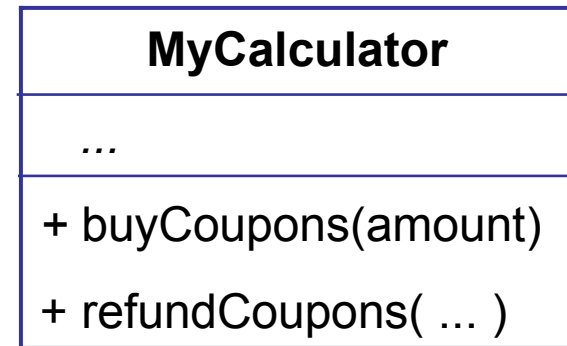 MyCalculator
...
+ buyCoupons(amount)
+ refundCoupons( ... )